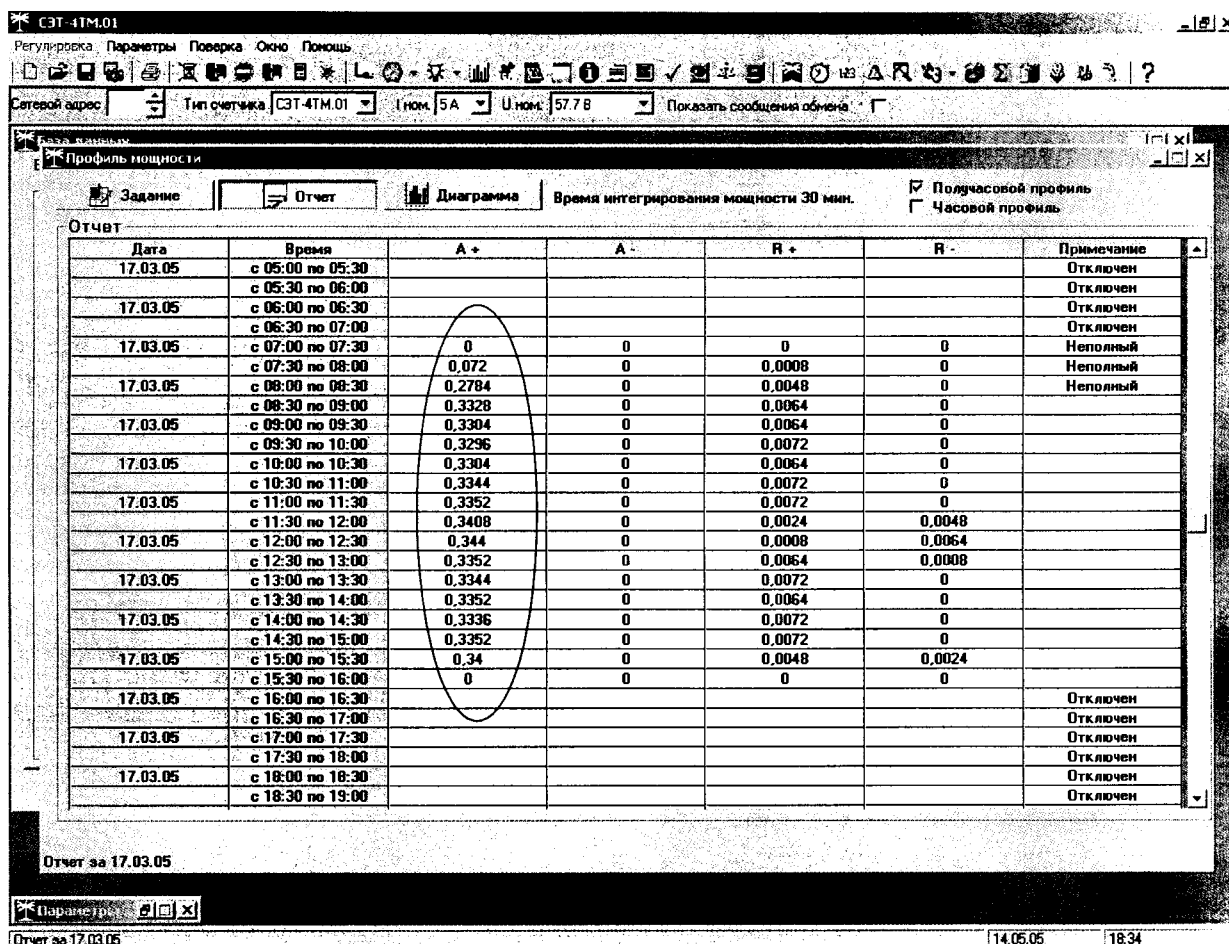 СЭТ-4ТМ.01
Регулировка Параметры Поверка Окно Помощь
Сетевой адрес Тип счетчика СЭТ-4ТМ.01 I ном. 5 А U ном: 57.7 В Показать сообщения обмена
База данных
Профиль мощности
Задание Отчет Диаграмма Время интегрирования мощности 30 мин. Получасовой профиль
Часовой профиль
Отчет
Дата Время A + A - R + R - Примечание
17.03.05 с 05:00 по 05:30 Отключен
с 05:30 по 06:00 Отключен
17.03.05 с 06:00 по 06:30 Отключен
с 06:30 по 07:00 Отключен
17.03.05 с 07:00 по 07:30 0 0 0 0 Неполный
с 07:30 по 08:00 0,072 0 0,0008 0 Неполный
17.03.05 с 08:00 по 08:30 0,2784 0 0,0048 0 Неполный
с 08:30 по 09:00 0,3328 0 0,0064 0
17.03.05 с 09:00 по 09:30 0,3304 0 0,0064 0
с 09:30 по 10:00 0,3296 0 0,0072 0
17.03.05 с 10:00 по 10:30 0,3304 0 0,0064 0
с 10:30 по 11:00 0,3344 0 0,0072 0
17.03.05 с 11:00 по 11:30 0,3352 0 0,0072 0
с 11:30 по 12:00 0,3408 0 0,0024 0,0048
17.03.05 с 12:00 по 12:30 0,344 0 0,0008 0,0064
с 12:30 по 13:00 0,3352 0 0,0064 0,0008
17.03.05 с 13:00 по 13:30 0,3344 0 0,0072 0
с 13:30 по 14:00 0,3352 0 0,0064 0
17.03.05 с 14:00 по 14:30 0,3336 0 0,0072 0
с 14:30 по 15:00 0,3352 0 0,0072 0
17.03.05 с 15:00 по 15:30 0,34 0 0,0048 0,0024
с 15:30 по 16:00 0 0 0 0
17.03.05 с 16:00 по 16:30 Отключен
с 16:30 по 17:00 Отключен
17.03.05 с 17:00 по 17:30 Отключен
с 17:30 по 18:00 Отключен
17.03.05 с 18:00 по 18:30 Отключен
с 18:30 по 19:00 Отключен
Отчет за 17.03.05
Параметры
Отчет за 17.03.05 14.05.05 18:34